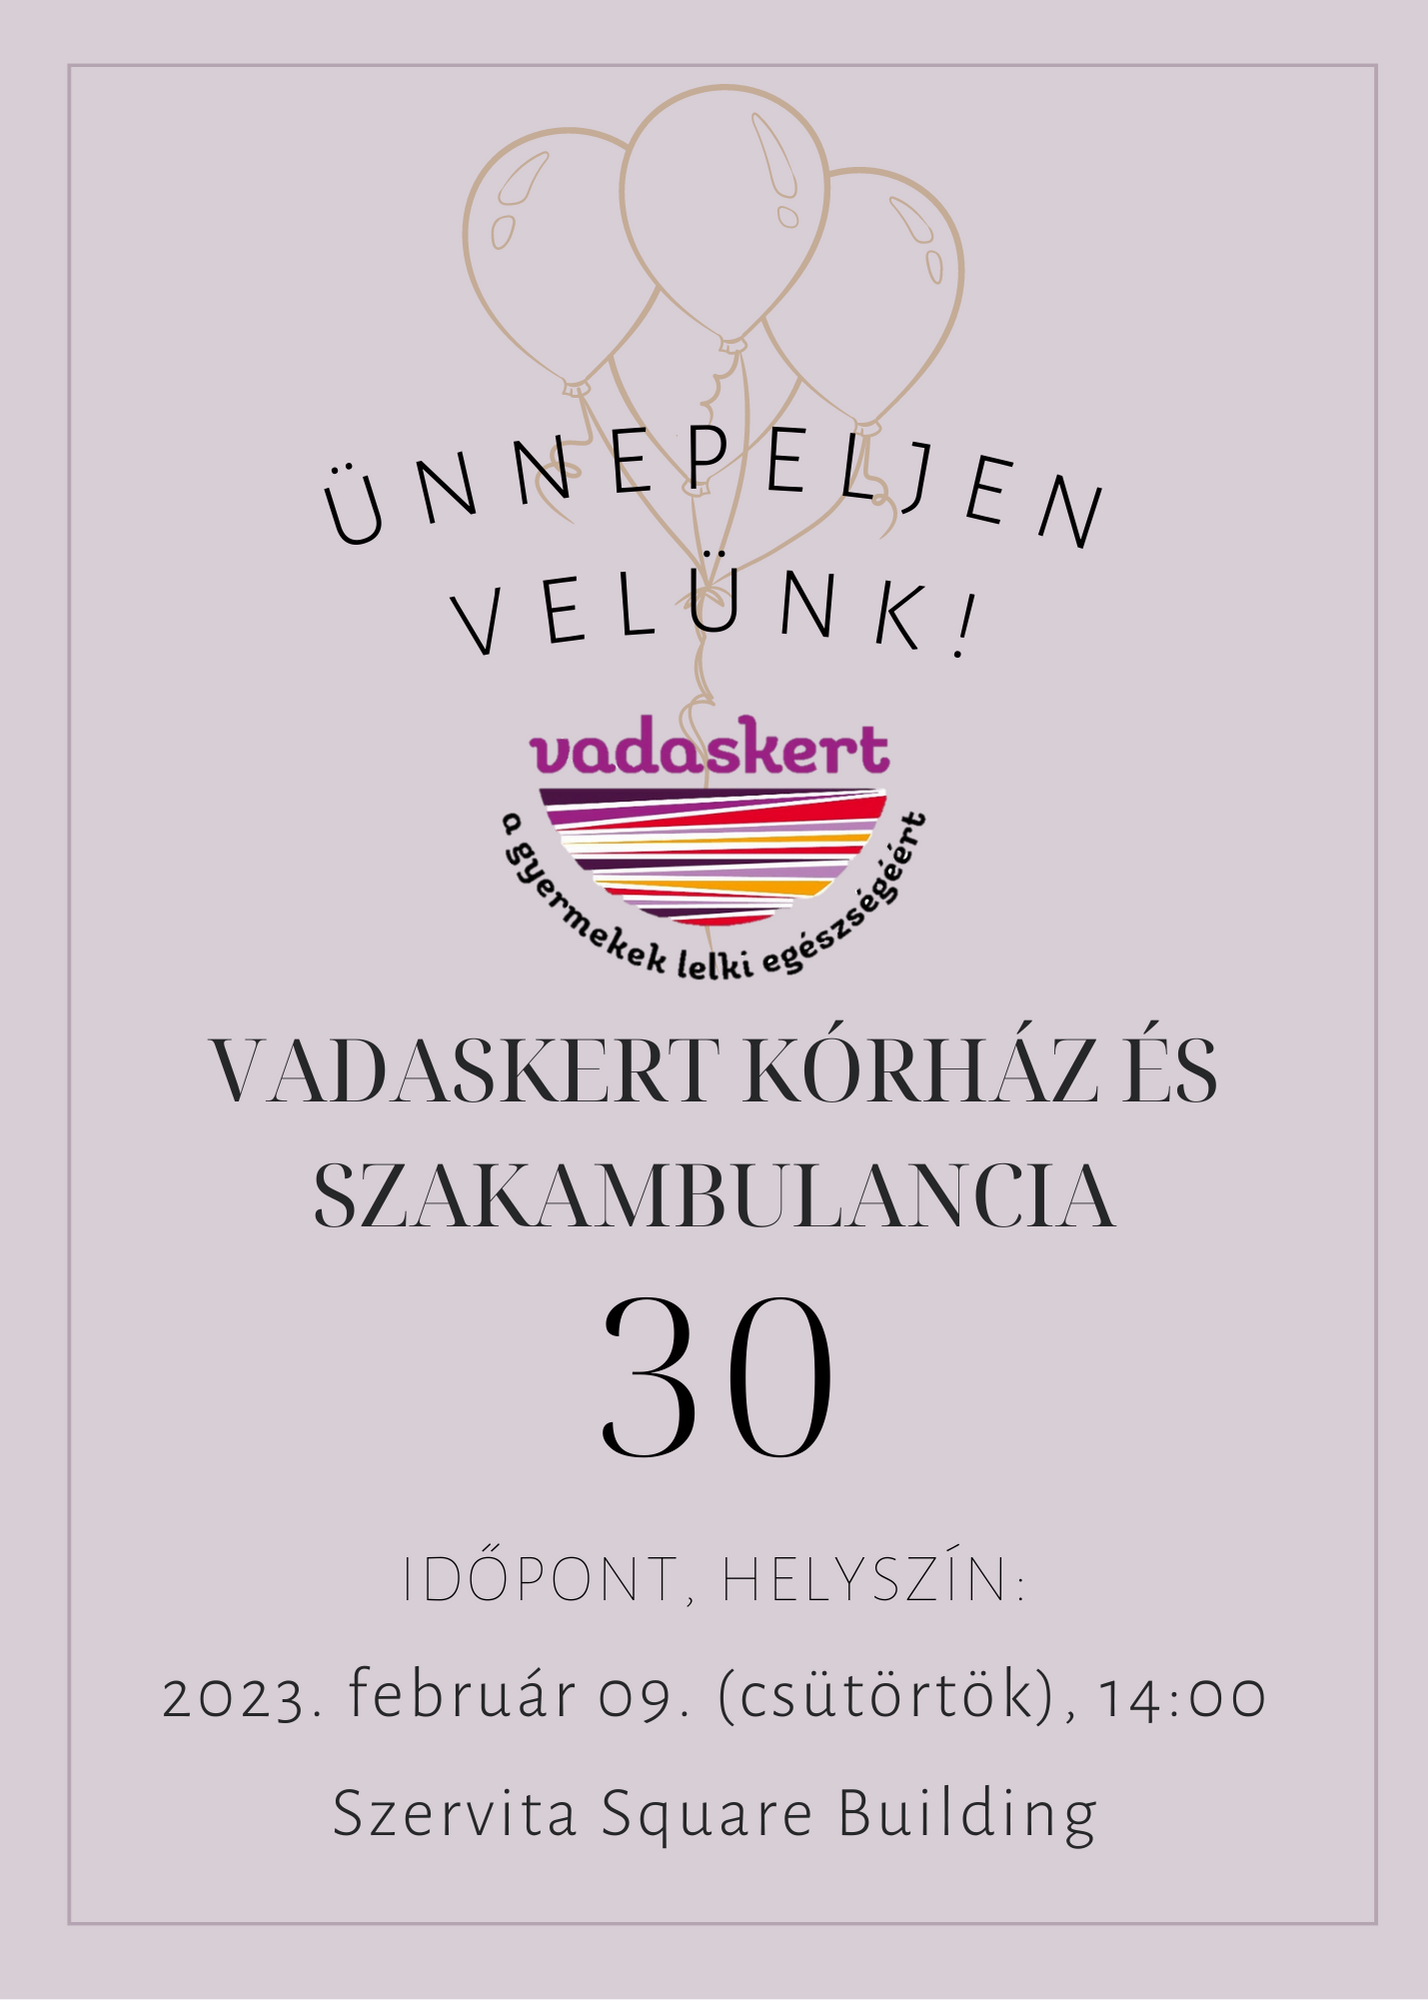 ÜNNEPELJEN
VELÜNK!
vadaskert
a gyermekek lelki egészségéért
VADASKERT KÓRHÁZ ÉS
SZAKAMBULANCIA
30
IDŐPONT, HELYSZÍN:
2023. február 09. (csütörtök), 14:00
Szervita Square Building